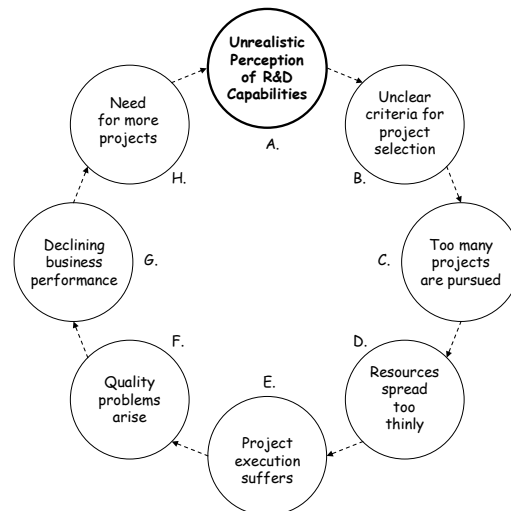 Unrealistic
Perception
of R&D
Capabilities
A.
Unclear
criteria for
project
selection
B.
Too many
projects
are pursued
C.
Resources
spread
too
thinly
D.
Project
execution
suffers
E.
Quality
problems
arise
F.
Declining
business
performance
G.
Need
for more
projects
H.